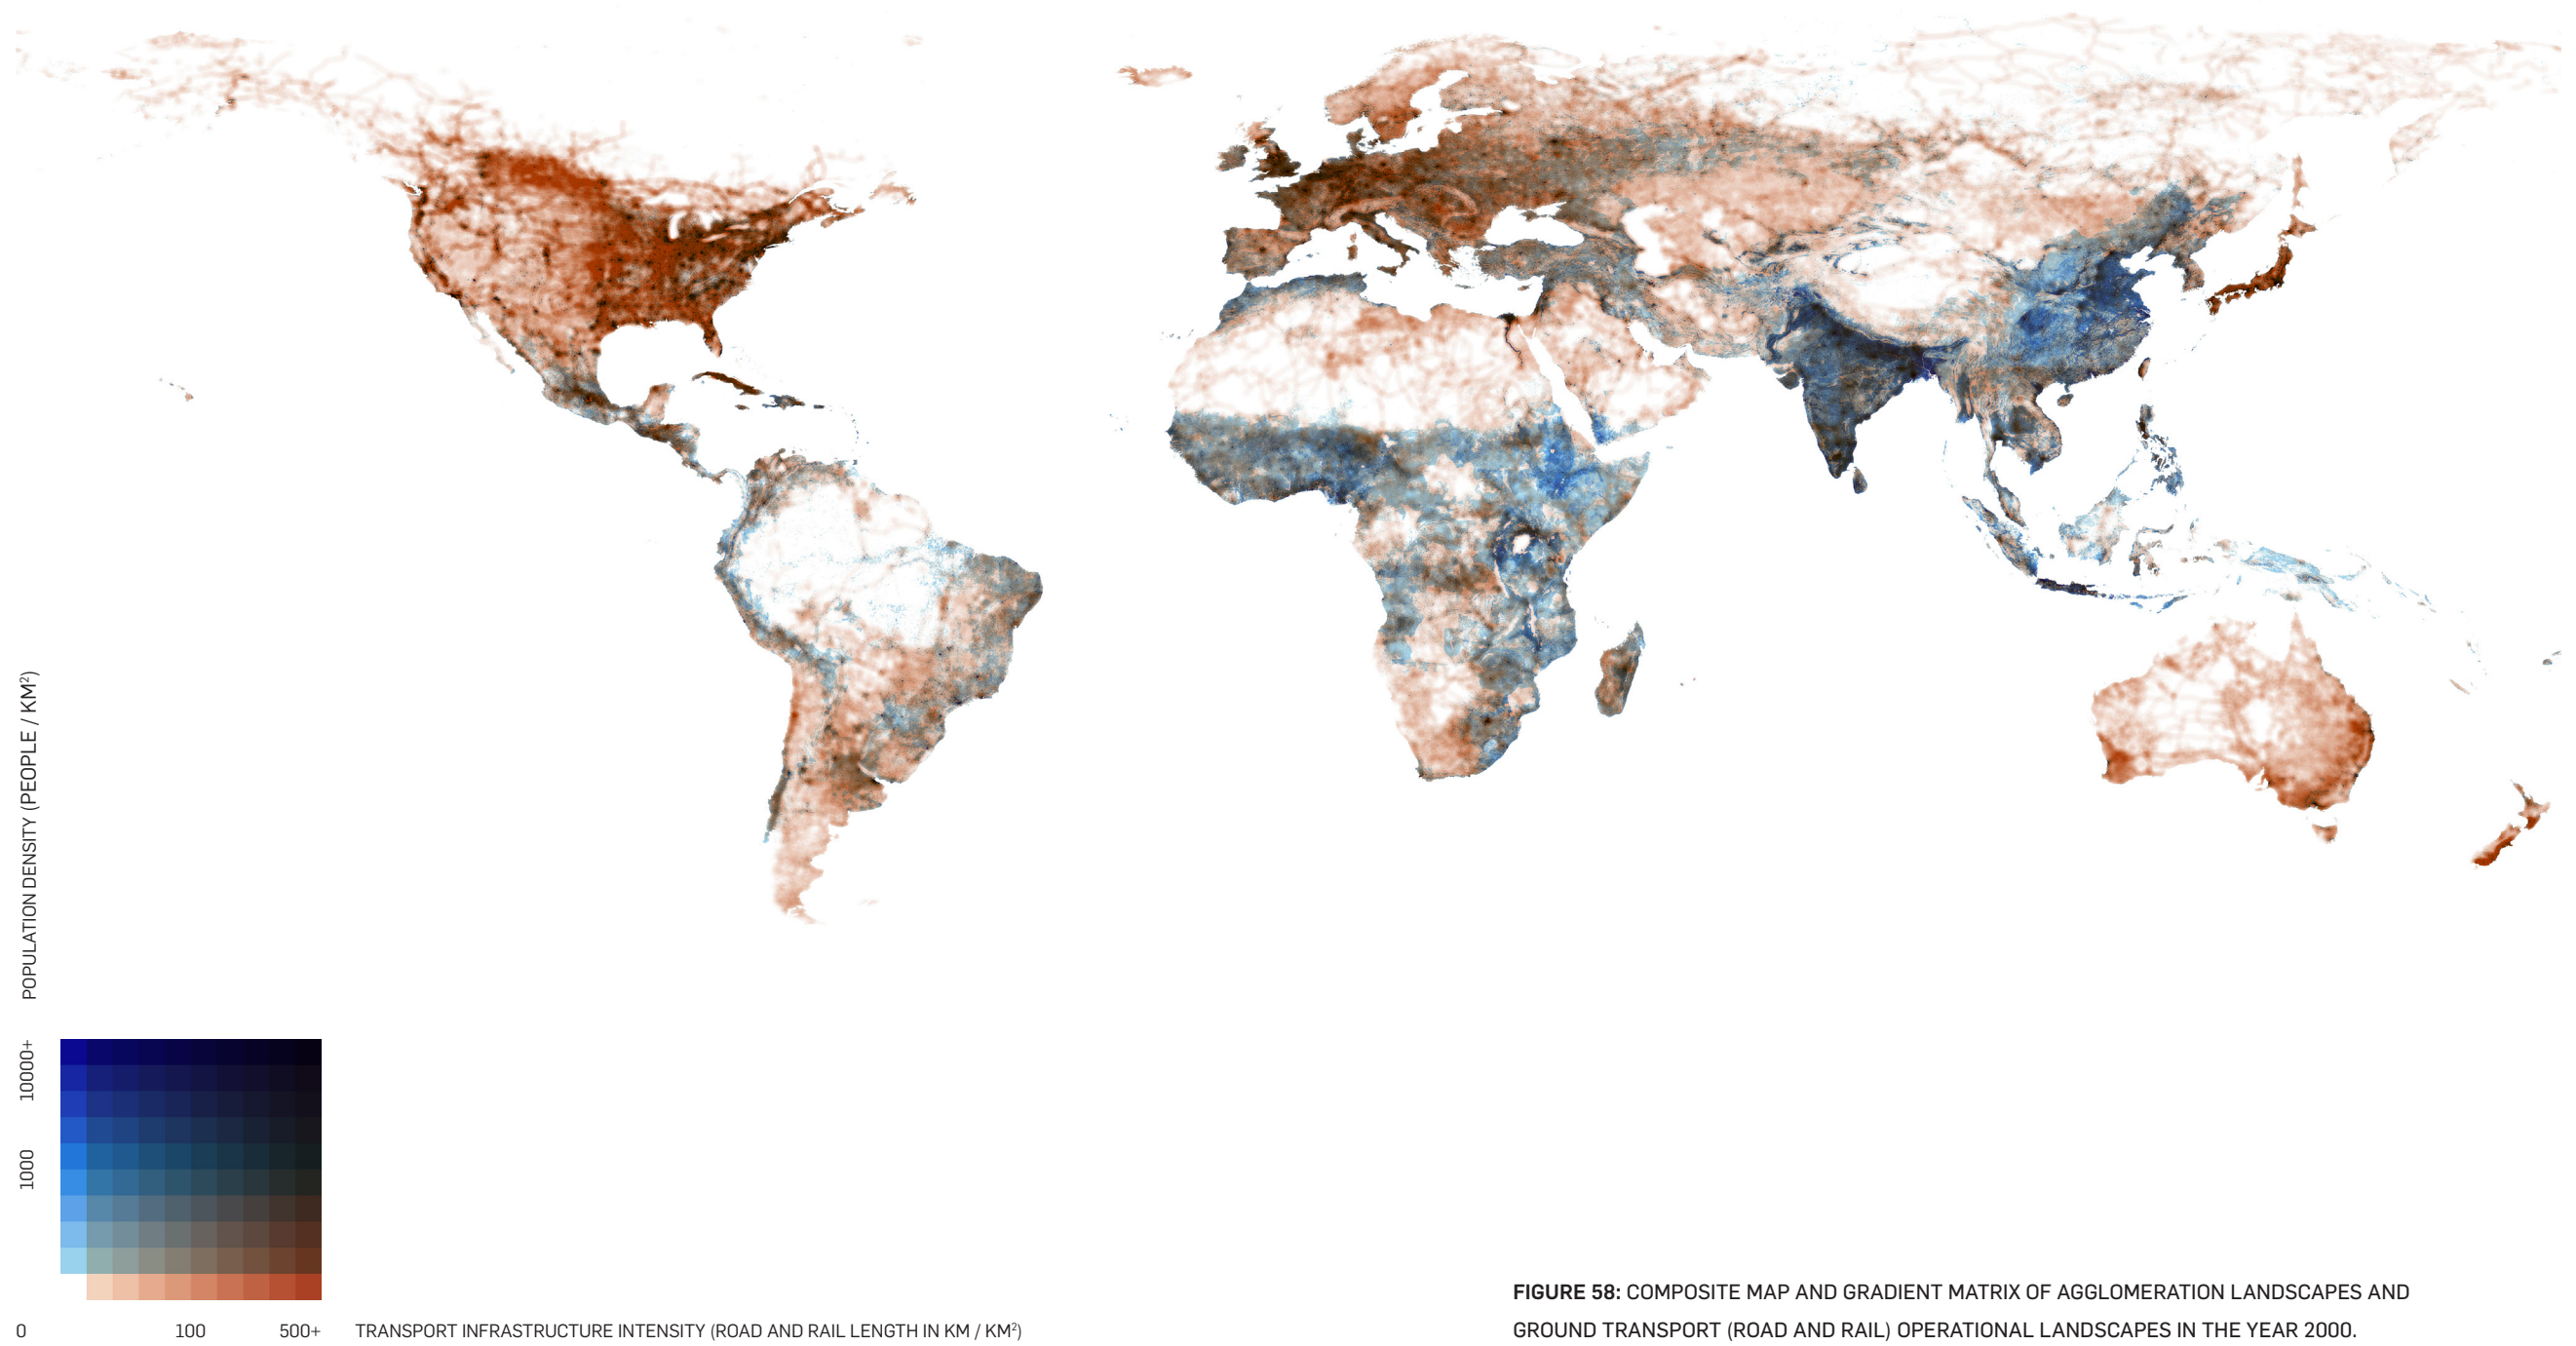 POPULATION DENSITY (PEOPLE / KM²)
10000+
1000
0
100
500+
TRANSPORT INFRASTRUCTURE INTENSITY (ROAD AND RAIL LENGTH IN KM / KM²)
FIGURE 58: COMPOSITE MAP AND GRADIENT MATRIX OF AGGLOMERATION LANDSCAPES AND
GROUND TRANSPORT (ROAD AND RAIL) OPERATIONAL LANDSCAPES IN THE YEAR 2000.